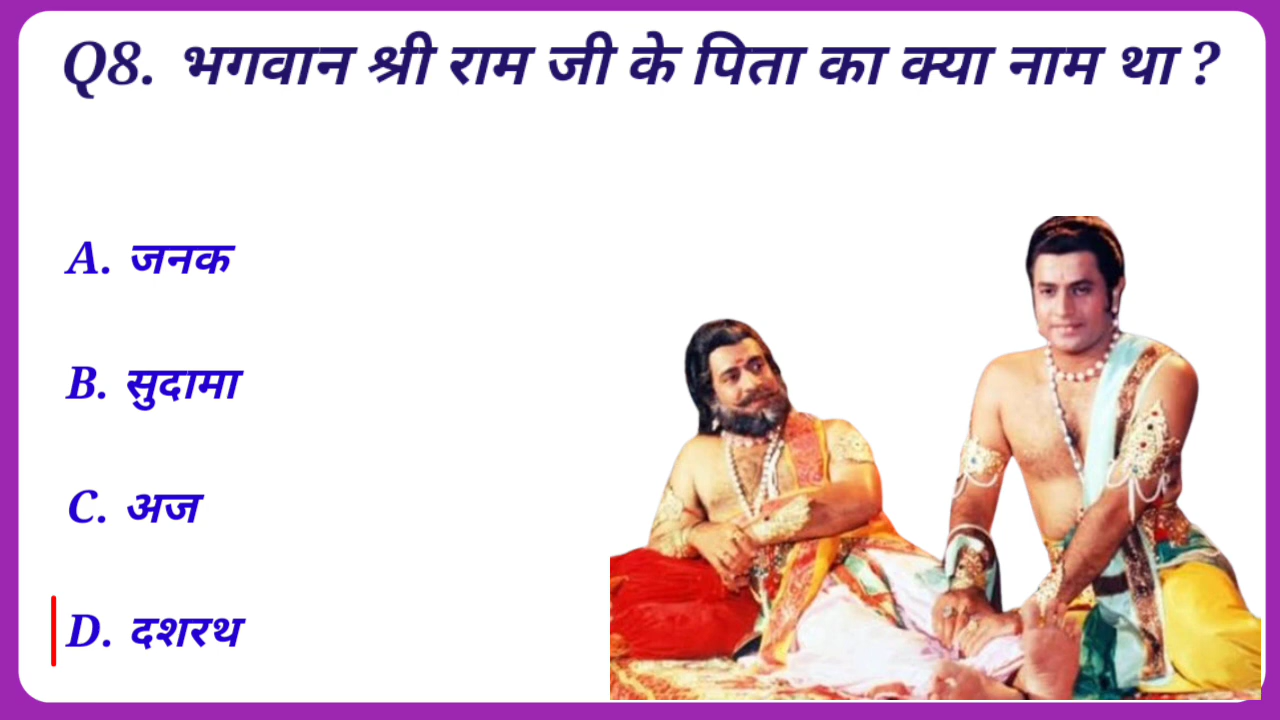 Q8. भगवान श्री राम जी के पिता का क्या नाम था ?
A. जनक
B. सुदामा
C. अज
D. दशरथ